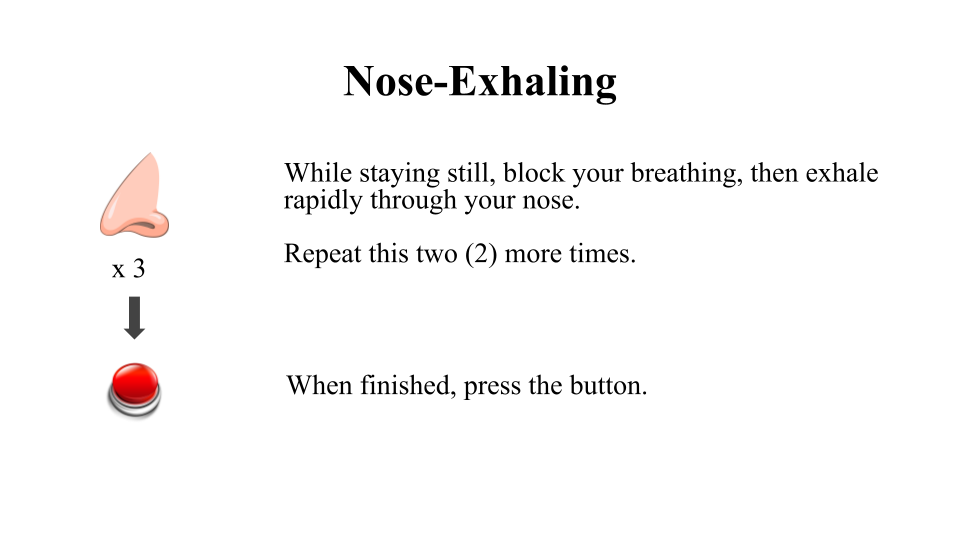 Nose-Exhaling
While staying still, block your breathing, then exhale
rapidly through your nose.
Repeat this two (2) more times.
x 3
When finished, press the button.